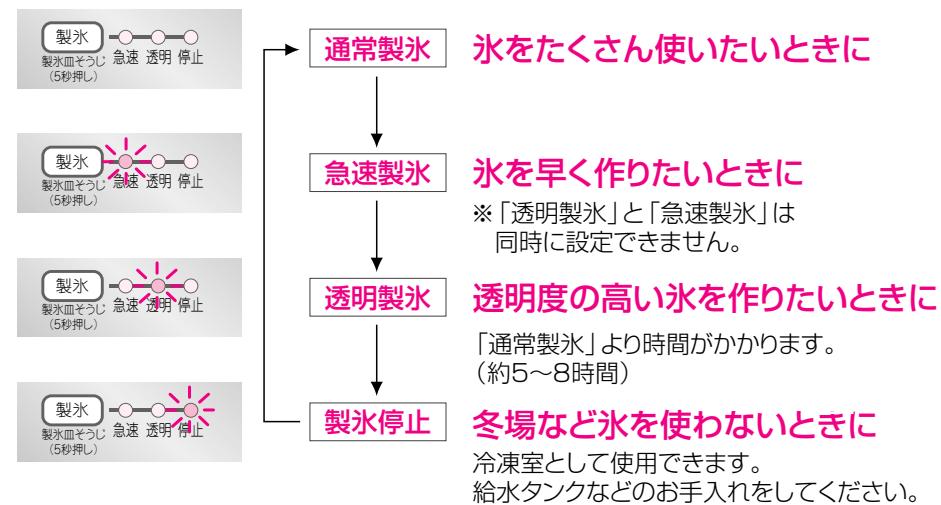 製氷
急速 透明 停止
製氷皿そうじ
（5秒押し）
通常製氷
氷をたくさん使いたいときに
製氷
急速 透明 停止
製氷皿そうじ
（5秒押し）
急速製氷
氷を早く作りたいときに
※「透明製氷」と「急速製氷」は
同時に設定できません。
製氷
急速 透明 停止
製氷皿そうじ
（5秒押し）
透明製氷
透明度の高い氷を作りたいときに
「通常製氷」より時間がかかります。
（約5～8時間）
製氷
急速 透明 停止
製氷皿そうじ
（5秒押し）
製氷停止
冬場など氷を使わないときに
冷凍室として使用できます。
給水タンクなどのお手入れをしてください。